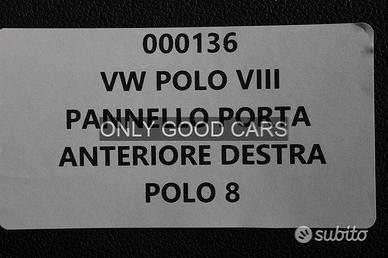 000136
VW POLO VIII
PANNELLO PORTA
ONLY GOOD CARS
ANTERIORE DESTRA
POLO 8
subito